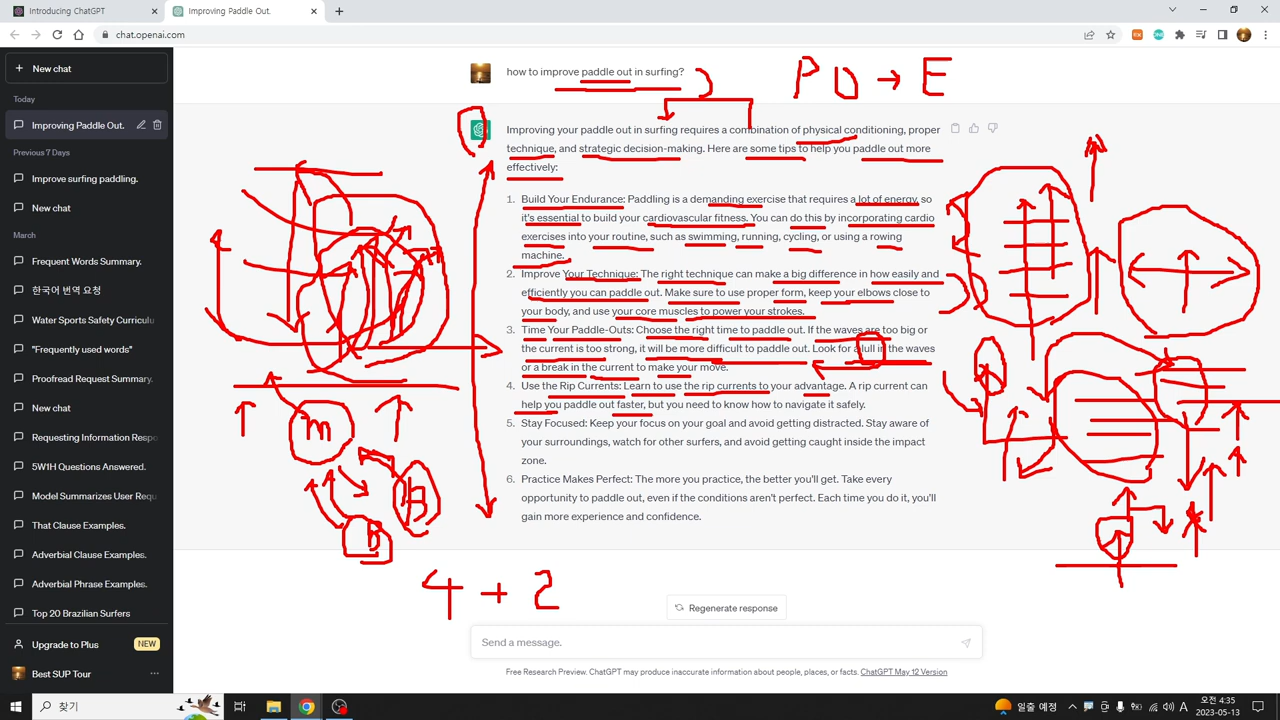 Introducing ChatGPT
Improving Paddle Out.
chat.openai.com
New chat
Today
Improving Paddle Out.
Previous 7 Days
Improve surfing paddling.
New chat
March
Frequent Words Summary.
한국어 번역 요청
Water Sports Safety Curriculu
"Frequently used words"
Proofread Request Summary.
New chat
Requesting Information Respo
5W1H Questions Answered.
Model Summarizes User Requ
That Clause Examples.
Adverbial Clause Examples.
Adverbial Phrase Examples.
Top 20 Brazilian Surfers
Upgrade to Plus NEW
Best SUP Tour
how to improve paddle out in surfing?
P O → E
Improving your paddle out in surfing requires a combination of physical conditioning, proper
technique, and strategic decision-making. Here are some tips to help you paddle out more
effectively:
1. Build Your Endurance: Paddling is a demanding exercise that requires a lot of energy, so
it's essential to build your cardiovascular fitness. You can do this by incorporating cardio
exercises into your routine, such as swimming, running, cycling, or using a rowing
machine.
2. Improve Your Technique: The right technique can make a big difference in how easily and
efficiently you can paddle out. Make sure to use proper form, keep your elbows close to
your body, and use your core muscles to power your strokes.
3. Time Your Paddle-Outs: Choose the right time to paddle out. If the waves are too big or
the current is too strong, it will be more difficult to paddle out. Look for a lull in the waves
or a break in the current to make your move.
4. Use the Rip Currents: Learn to use the rip currents to your advantage. A rip current can
help you paddle out faster, but you need to know how to navigate it safely.
5. Stay Focused: Keep your focus on your goal and avoid getting distracted. Stay aware of
your surroundings, watch for other surfers, and avoid getting caught inside the impact
zone.
6. Practice Makes Perfect: The more you practice, the better you'll get. Take every
opportunity to paddle out, even if the conditions aren't perfect. Each time you do it, you'll
gain more experience and confidence.
m
B
4 + 2
Regenerate response
Send a message.
Free Research Preview. ChatGPT may produce inaccurate information about people, places, or facts. ChatGPT May 12 Version
찾기
일출 예정
A
오전 4:35
2023-05-13